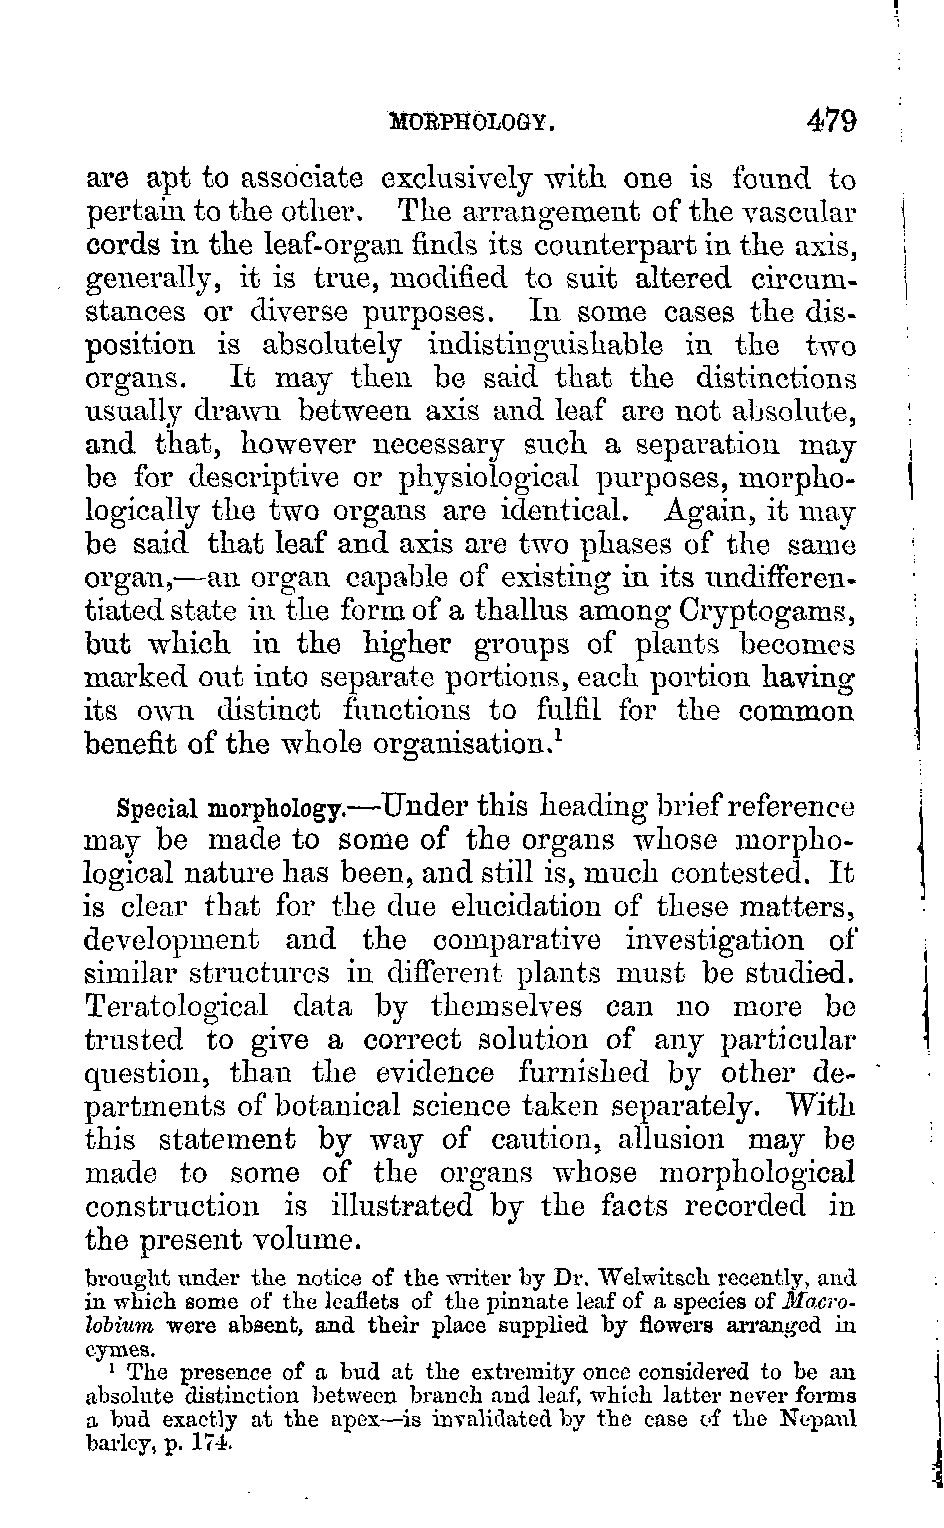 MORPHOLOGY. 479
are apt to associate exclusively with one is found to
pertain to the other. The arrangement of the vascular
cords in the leaf-organ finds its counterpart in the axis,
generally, it is true, modified to suit altered circum-
stances or diverse purposes. In some cases the dis-
position is absolutely indistinguishable in the two
organs. It may then be said that the distinctions
usually drawn between axis and leaf are not absolute,
and that, however necessary such a separation may
be for descriptive or physiological purposes, morpho-
logically the two organs are identical. Again, it may
be said that leaf and axis are two phases of the same
organ,—an organ capable of existing in its undifferen-
tiated state in the form of a thallus among Cryptogams,
but which in the higher groups of plants becomes
marked out into separate portions, each portion having
its own distinct functions to fulfil for the common
benefit of the whole organisation.¹
Special morphology.—Under this heading brief reference
may be made to some of the organs whose morpho-
logical nature has been, and still is, much contested. It
is clear that for the due elucidation of these matters,
development and the comparative investigation of
similar structures in different plants must be studied.
Teratological data by themselves can no more be
trusted to give a correct solution of any particular
question, than the evidence furnished by other de-
partments of botanical science taken separately. With
this statement by way of caution, allusion may be
made to some of the organs whose morphological
construction is illustrated by the facts recorded in
the present volume.
brought under the notice of the writer by Dr. Welwitsch recently, and
in which some of the leaflets of the pinnate leaf of a species of Macro-
lobium were absent, and their place supplied by flowers arranged in
cymes.
¹ The presence of a bud at the extremity once considered to be an
absolute distinction between branch and leaf, which latter never forms
a bud exactly at the apex—is invalidated by the case of the Nepaul
barley, p. 174.